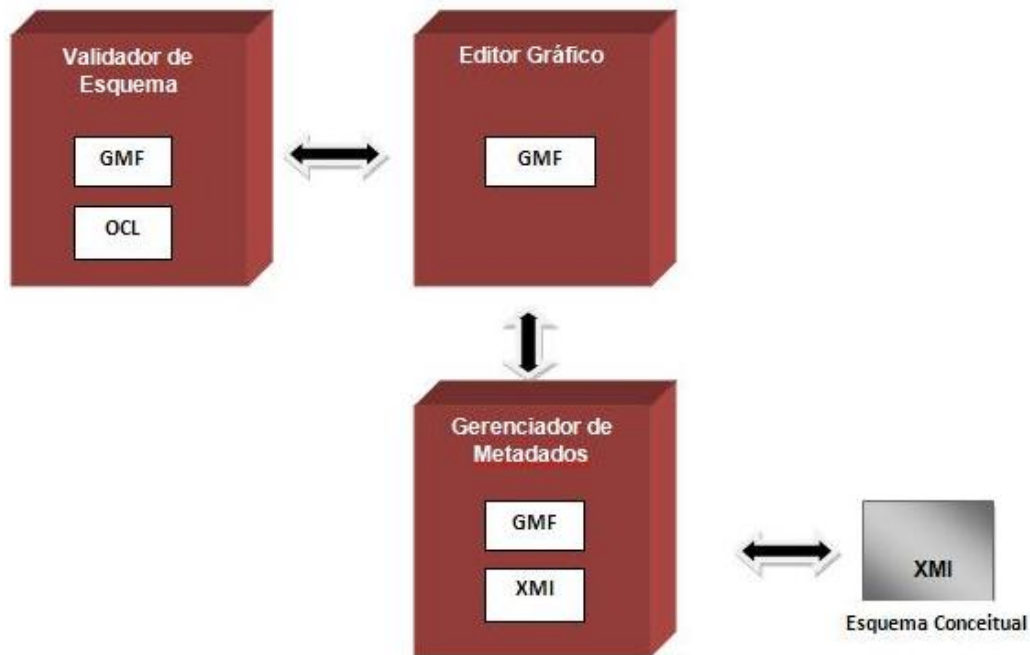 Validador de
Esquema
GMF
OCL
Editor Gráfico
GMF
Gerenciador de
Metadados
GMF
XMI
XMI
Esquema Conceitual